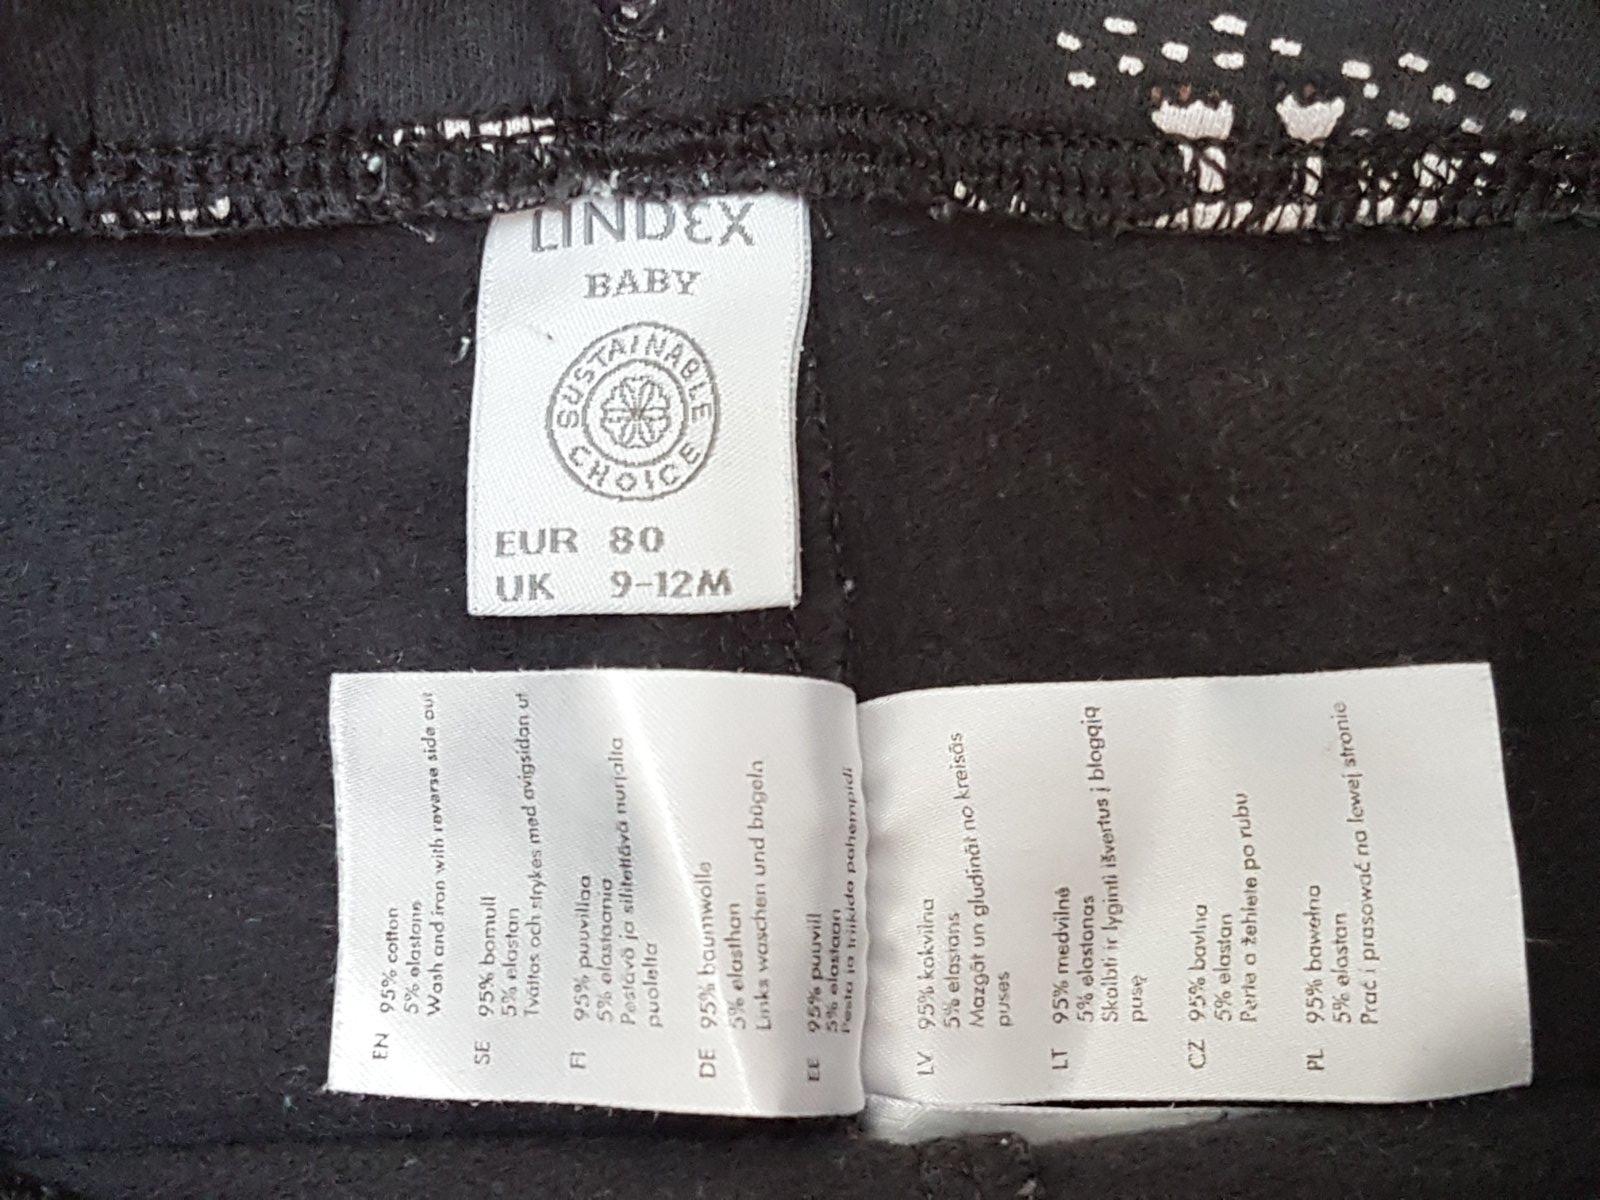 LINDEX
BABY
SUSTAINABLE
CHOICE
EUR 80
UK 9-12M
EN 95% cotton
5% elastane
Wash and iron with reverse side out
SE 95% bomull
5% elastan
Tvättas och strykes med avigsidan ut
FI 95% puuvillaa
5% elastaania
Pestävä ja silitettävä nurjalta
puolelta
DE 95% baumwolle
5% elasthan
Links waschen und bügeln
EE 95% puuvill
5% elastaan
Pesta ja triikida pahempidi
LV 95% kokvilna
5% elastāns
Mazgāt un gludināt no kreisās
puses
LT 95% medvilnė
5% elastanas
Skalbti ir lyginti išvertus į blogąją
pusę
CZ 95% bavlna
5% elastan
Perte a žehlete po rubu
PL 95% bawełna
5% elastan
Prać i prasować na lewej stronie